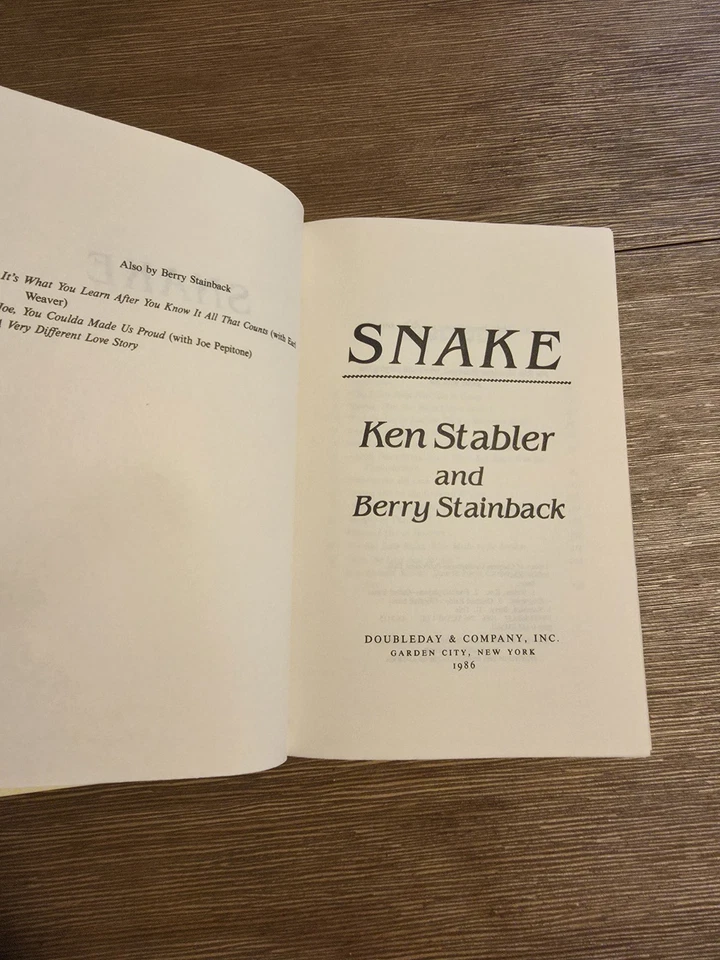 Also by Berry Stainback
It's What You Learn After You Know It All That Counts (with Earl
Weaver)
Joe, You Coulda Made Us Proud (with Joe Pepitone)
Very Different Love Story
SNAKE
Ken Stabler
and
Berry Stainback
DOUBLEDAY & COMPANY, INC.
GARDEN CITY, NEW YORK
1986